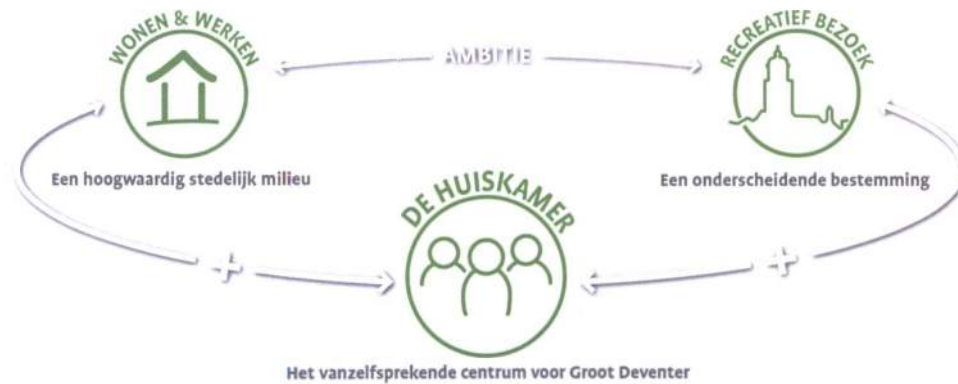 WONEN & WERKEN
AMBITIE
RECREATIEF BEZOEK
Een hoogwaardig stedelijk milieu
Een onderscheidende bestemming
DE HUISKAMER
Het vanzelfsprekende centrum voor Groot Deventer